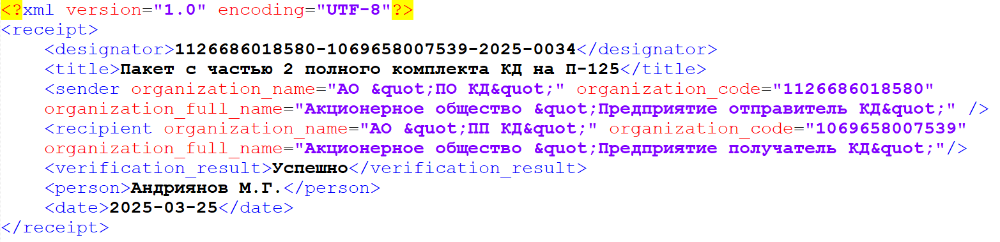 <?xml version="1.0" encoding="UTF-8"?>
<receipt>
    <designator>1126686018580-1069658007539-2025-0034</designator>
    <title>Пакет с частью 2 полного комплекта КД на П-125</title>
    <sender organization_name="АО &quot;ПО КД&quot;" organization_code="1126686018580"
    organization_full_name="Акционерное общество &quot;Предприятие отправитель КД&quot;" />
    <recipient organization_name="АО &quot;ПП КД&quot;" organization_code="1069658007539"
    organization_full_name="Акционерное общество &quot;Предприятие получатель КД&quot;"/>
    <verification_result>Успешно</verification_result>
    <person>Андриянов М.Г.</person>
    <date>2025-03-25</date>
</receipt>